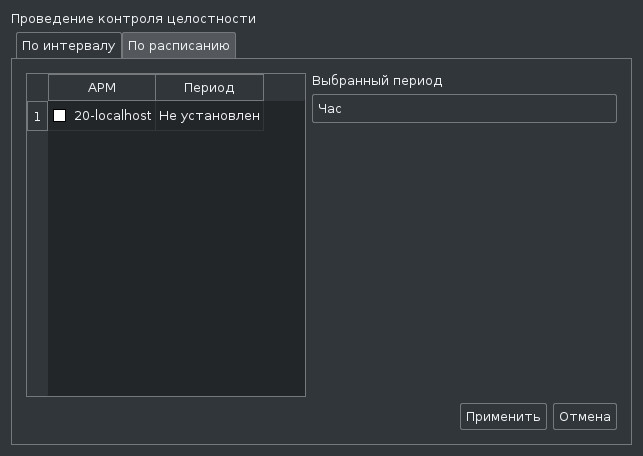 Проведение контроля целостности
По интервалу По расписанию
АРМ Период
1 20-localhost Не установлен
Выбранный период
Час
Применить Отмена